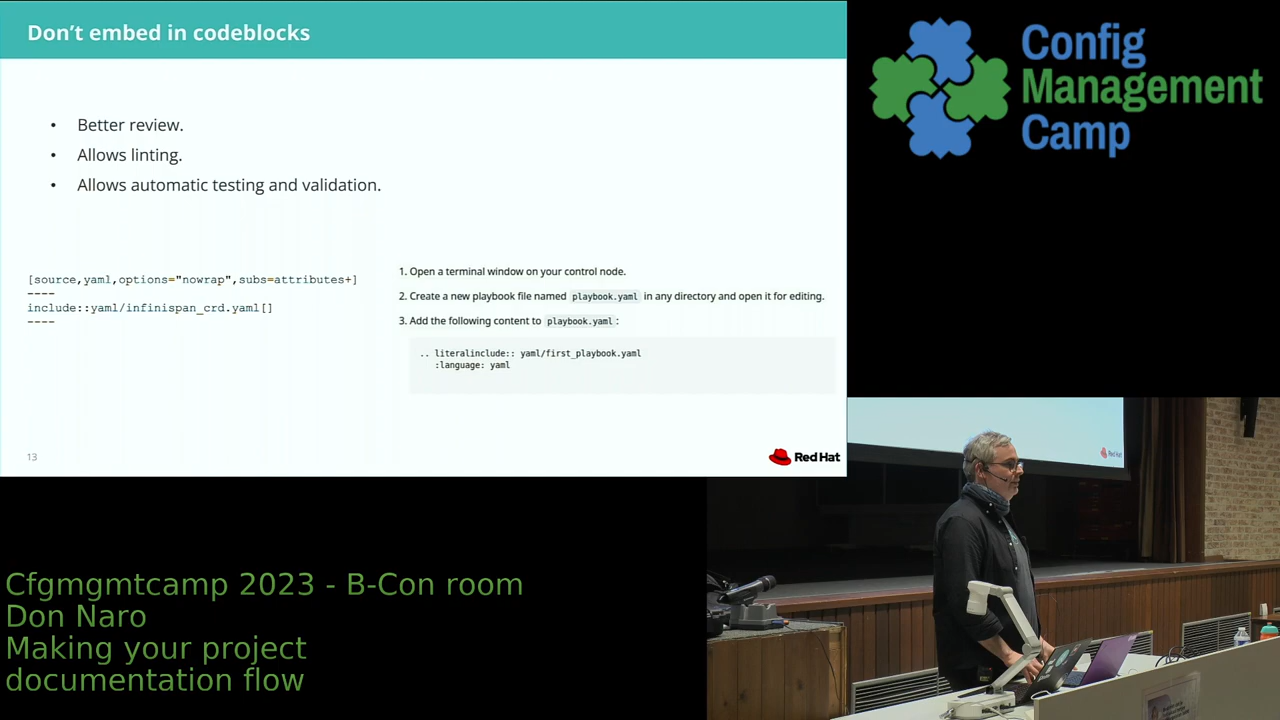 Don’t embed in codeblocks
• Better review.
• Allows linting.
• Allows automatic testing and validation.
[source,yaml,options="nowrap",subs=attributes+]
----
include::yaml/infinispan_crd.yaml[]
----
1. Open a terminal window on your control node.
2. Create a new playbook file named playbook.yaml in any directory and open it for editing.
3. Add the following content to playbook.yaml :
.. literalinclude:: yaml/first_playbook.yaml
:language: yaml
13
Red Hat
Config
Management
Camp
Red Hat
Cfgmgmtcamp 2023 - B-Con room
Don Naro
Making your project
documentation flow